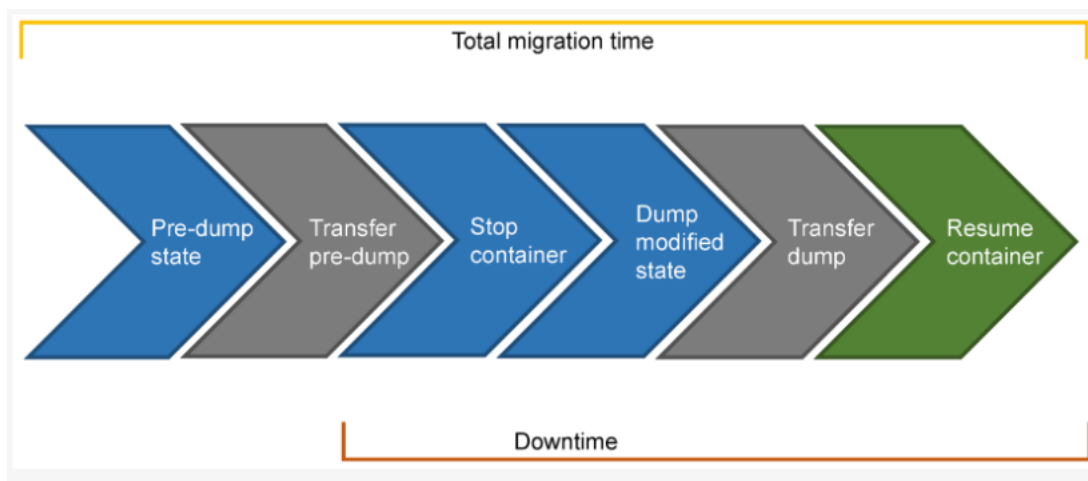 Total migration time
Pre-dump
state
Transfer
pre-dump
Stop
container
Dump
modified
state
Transfer
dump
Resume
container
Downtime